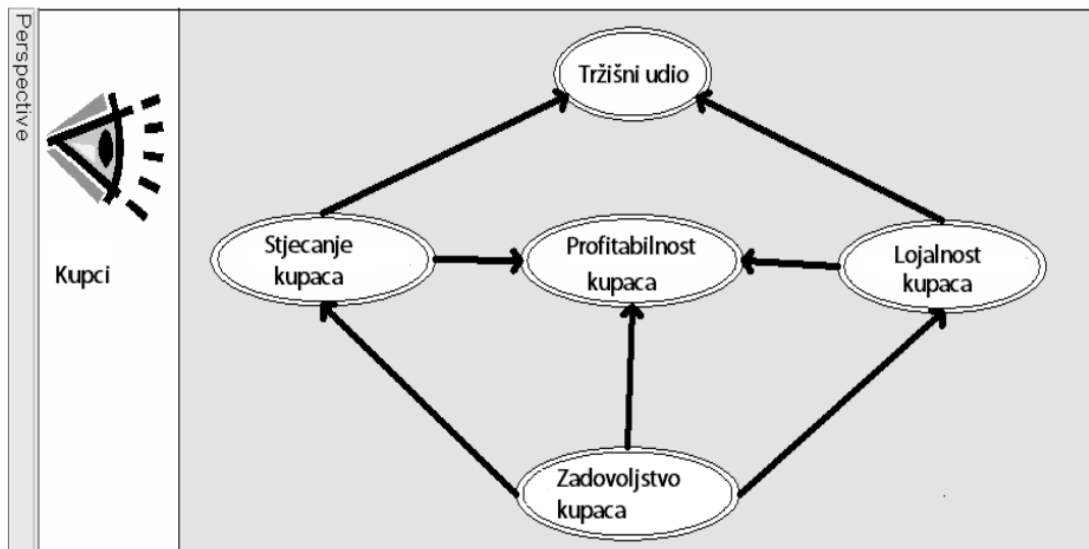 Perspective
Kupci
Tržišni udio
Stjecanje
kupaca
Profitabilnost
kupaca
Lojalnost
kupaca
Zadovoljstvo
kupaca